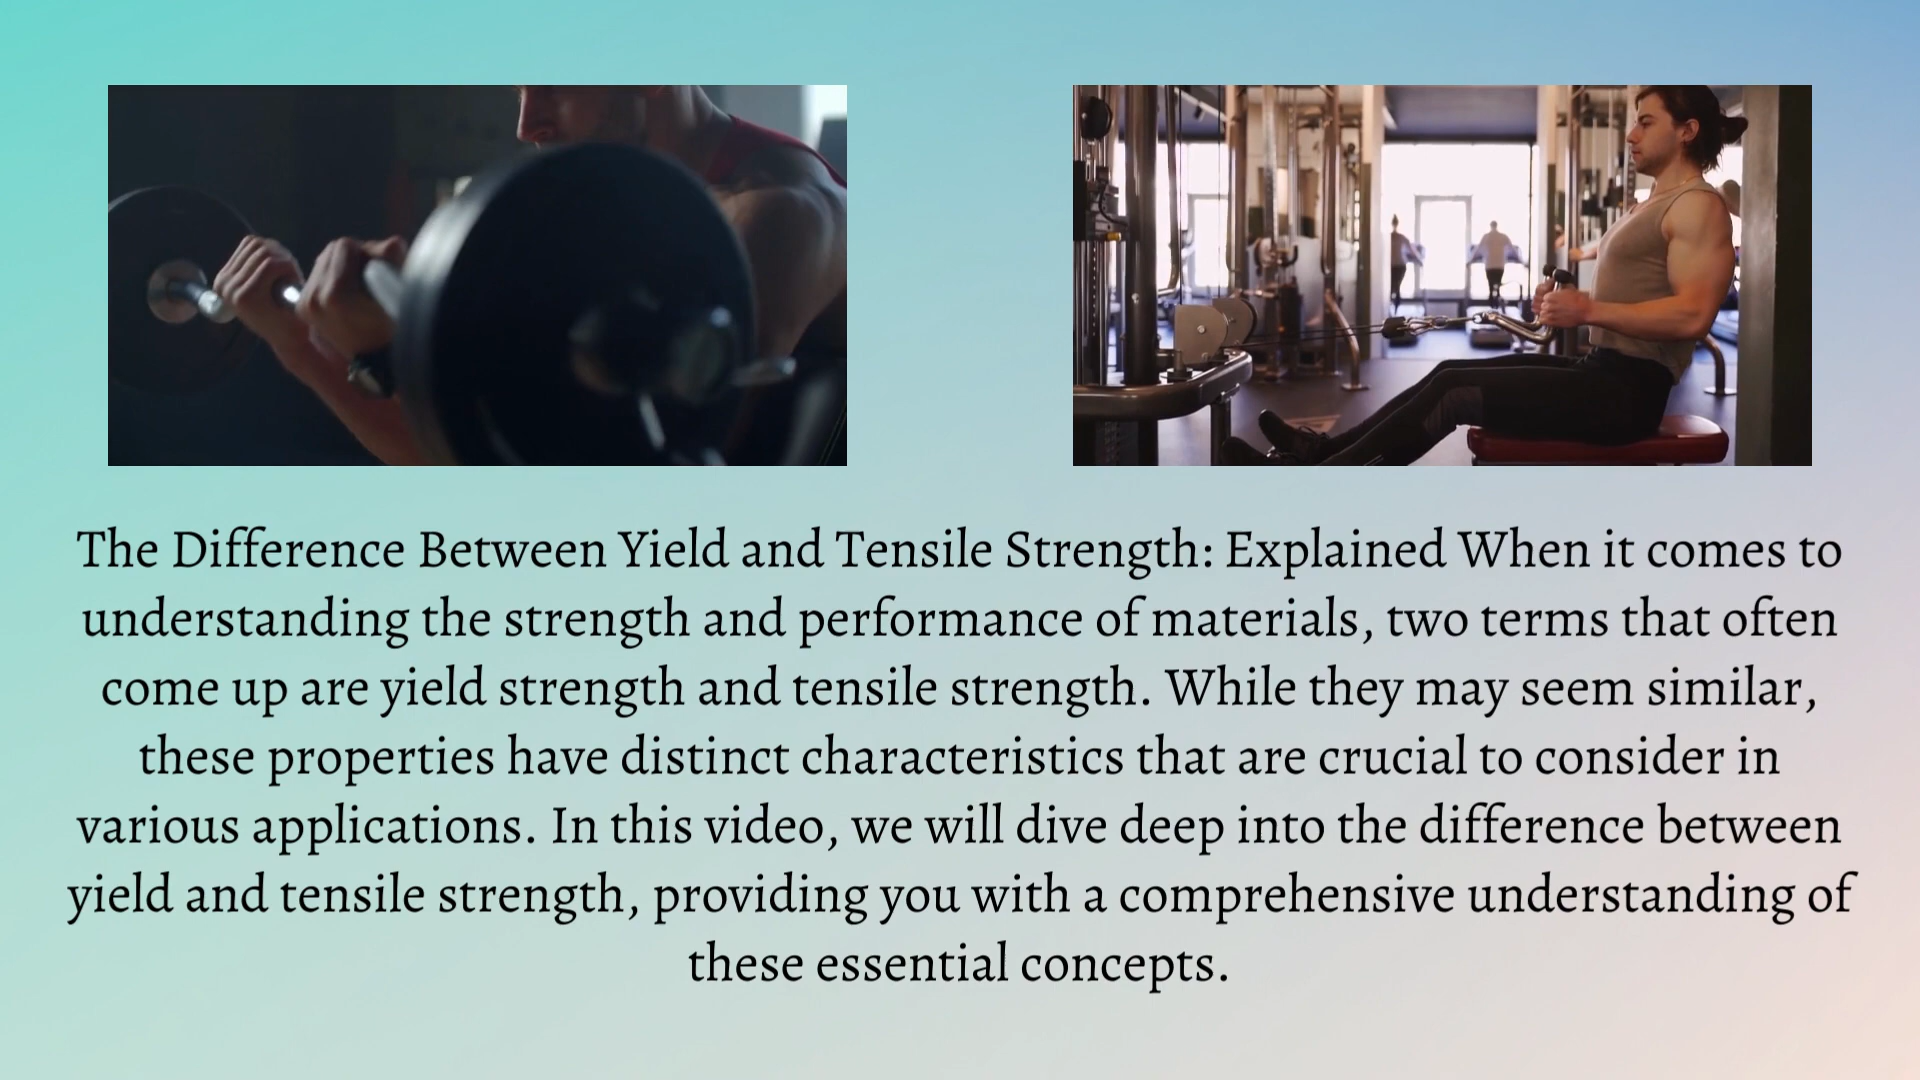 The Difference Between Yield and Tensile Strength: Explained When it comes to
understanding the strength and performance of materials, two terms that often
come up are yield strength and tensile strength. While they may seem similar,
these properties have distinct characteristics that are crucial to consider in
various applications. In this video, we will dive deep into the difference between
yield and tensile strength, providing you with a comprehensive understanding of
these essential concepts.